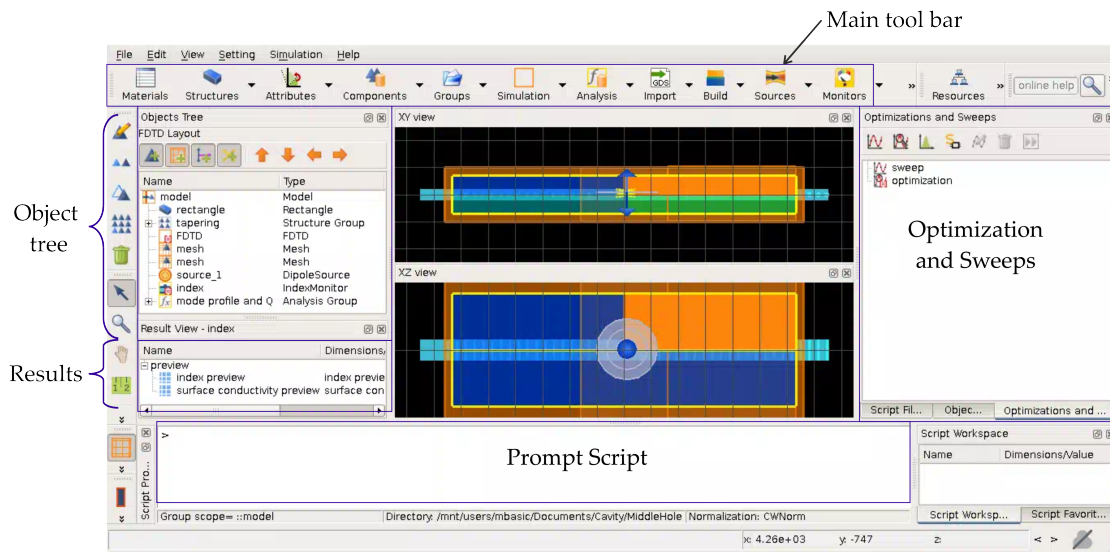 Main tool bar
File Edit View Setting Simulation Help
Materials Structures Attributes Components Groups Simulation Analysis Import Build Sources Monitors » Resources » online help
GDS
Objects Tree
FDTD Layout
Name Type
model Model
rectangle Rectangle
tapering Structure Group
FDTD FDTD
mesh Mesh
mesh Mesh
source_1 DipoleSource
index IndexMonitor
mode profile and Q Analysis Group
Object
tree
Result View - index
Name Dimensions/
preview
index preview index previe
surface conductivity preview surface con
Results
1 2
XY view
XZ view
Optimizations and Sweeps
sweep
optimization
Optimization
and Sweeps
Script Fil... Objec... Optimizations and ...
Script Pro...
>
Prompt Script
Script Workspace
Name Dimensions/Value
Script Worksp... Script Favorit...
Group scope= ::model Directory: /mnt/users/mbasic/Documents/Cavity/MiddleHole Normalization: CWNorm
x: 4.26e+03 y: -747 z: < >